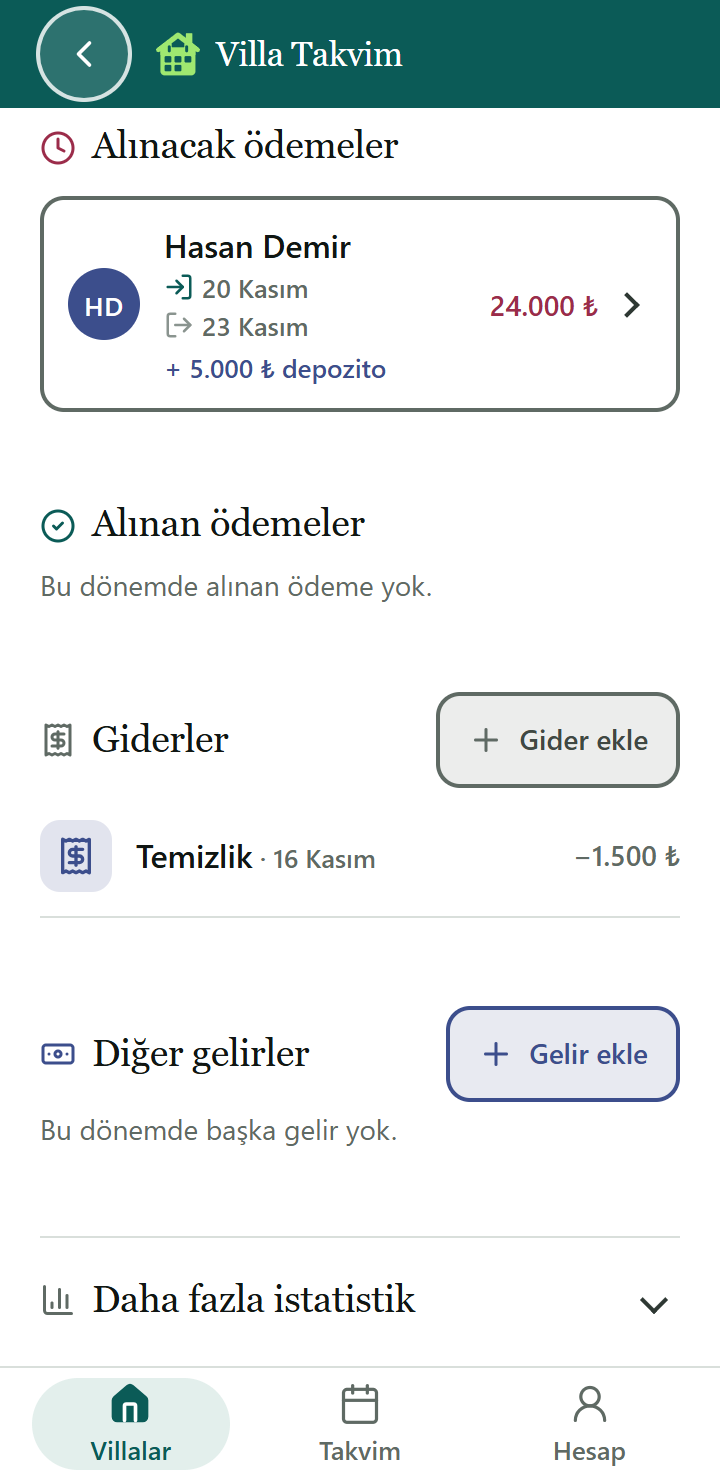 Villa Takvim
Alınacak ödemeler
Hasan Demir
20 Kasım
HD
24.000 ₺
23 Kasım
+ 5.000 ₺ depozito
Alınan ödemeler
Bu dönemde alınan ödeme yok.
Giderler
+ Gider ekle
Temizlik · 16 Kasım
−1.500 ₺
Diğer gelirler
+ Gelir ekle
Bu dönemde başka gelir yok.
Daha fazla istatistik
Villalar
Takvim
Hesap